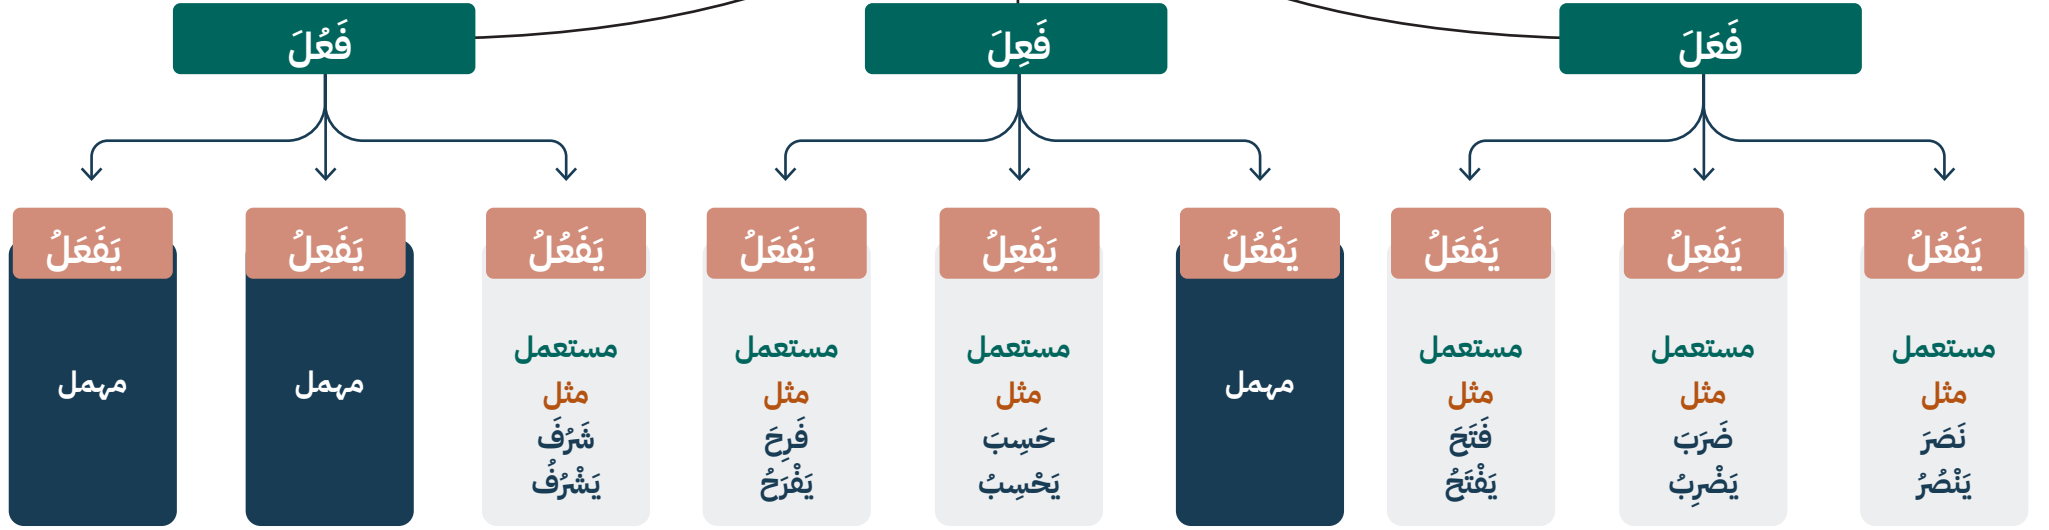 فَعَلَ
فَعِلَ
فَعُلَ
يَفَعُلُ
مستعمل
مثل
نَصَرَ
يَنْصُرُ
يَفَعِلُ
مستعمل
مثل
ضَرَبَ
يَضْرِبُ
يَفَعَلُ
مستعمل
مثل
فَتَحَ
يَفْتَحُ
يَفَعُلُ
مهمل
يَفَعِلُ
مستعمل
مثل
حَسِبَ
يَحْسِبُ
يَفَعَلُ
مستعمل
مثل
فَرِحَ
يَفْرَحُ
يَفَعُلُ
مستعمل
مثل
شَرُفَ
يَشْرُفُ
يَفَعِلُ
مهمل
يَفَعَلُ
مهمل